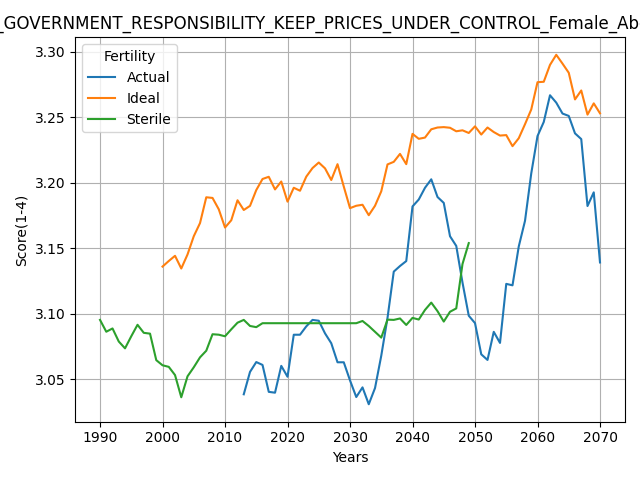 _GOVERNMENT_RESPONSIBILITY_KEEP_PRICES_UNDER_CONTROL_Female_Ab
Fertility
Actual
Ideal
Sterile
3.30
3.25
3.20
3.15
3.10
3.05
Score(1-4)
1990 2000 2010 2020 2030 2040 2050 2060 2070
Years